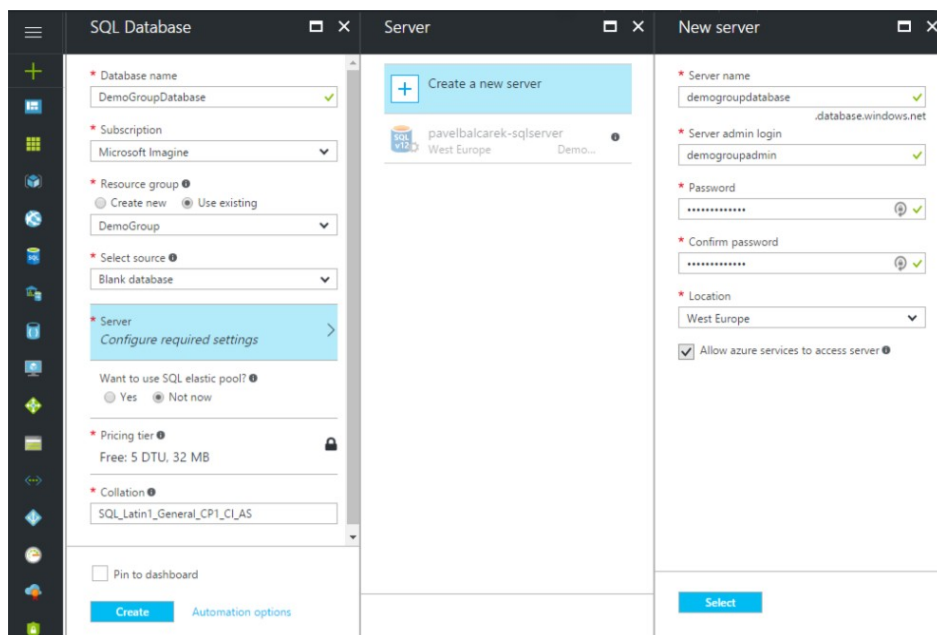 SQL Database
* Database name
DemoGroupDatabase
* Subscription
Microsoft Imagine
* Resource group
Create new Use existing
DemoGroup
* Select source
Blank database
* Server
Configure required settings
Want to use SQL elastic pool?
Yes Not now
* Pricing tier
Free: 5 DTU, 32 MB
* Collation
SQL_Latin1_General_CP1_CI_AS
Pin to dashboard
Create Automation options
Server
Create a new server
SQL
v12
pavelbalcarek-sqlserver
West Europe Demo...
New server
* Server name
demogroupdatabase
.database.windows.net
* Server admin login
demogroupadmin
* Password
•••••••••••••
* Confirm password
•••••••••••••
* Location
West Europe
Allow azure services to access server
Select
SQL